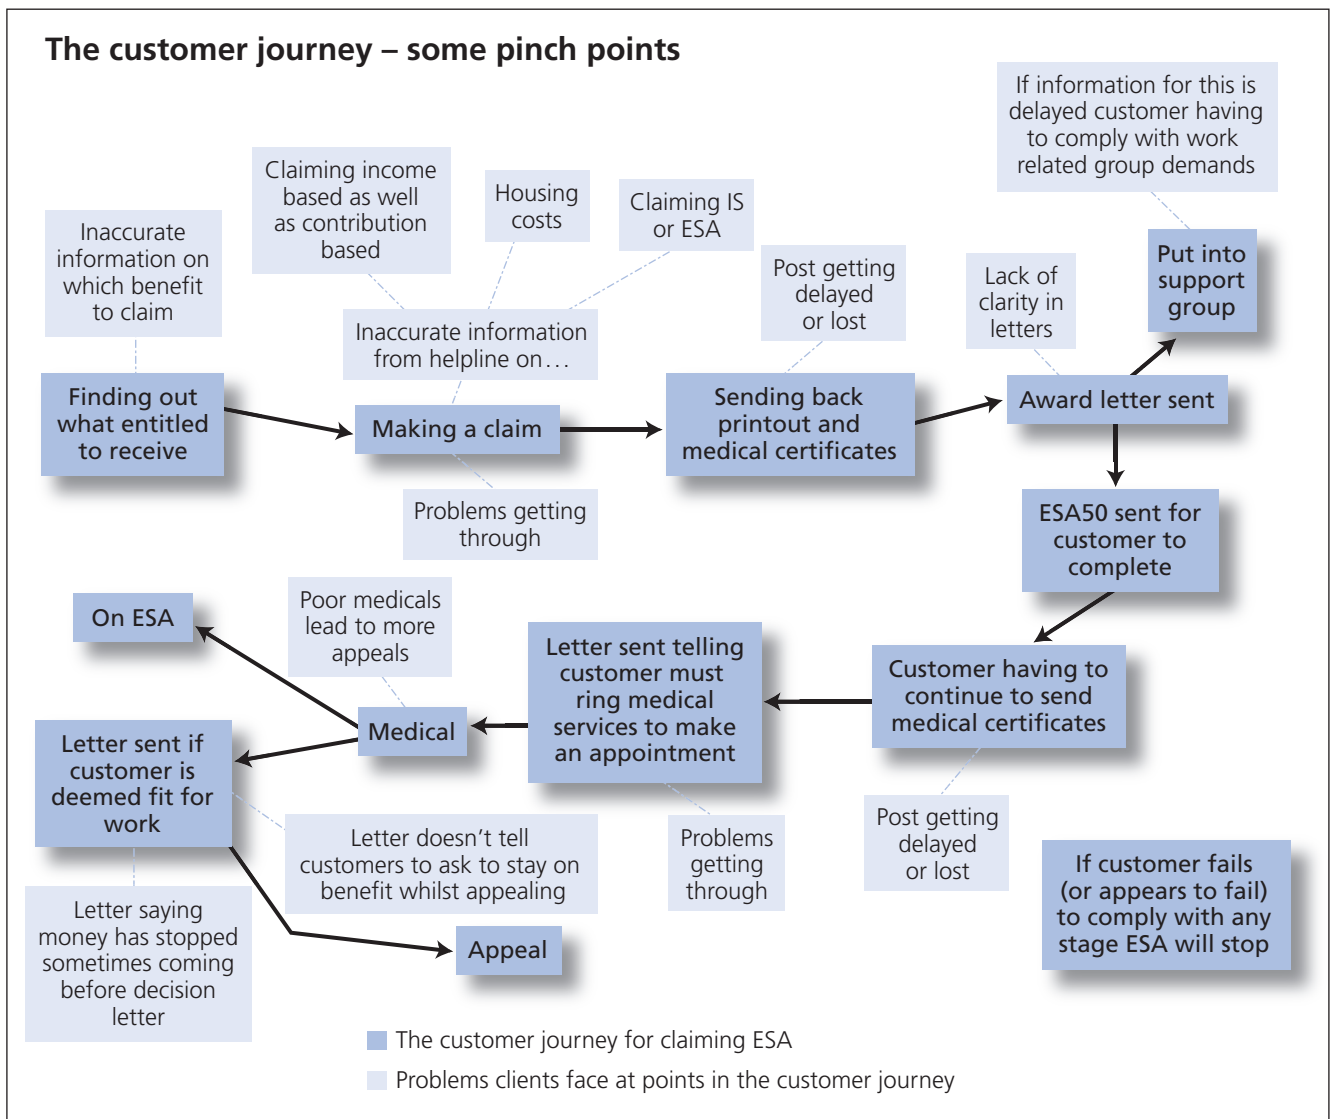 The customer journey – some pinch points
If information for this is
delayed customer having
to comply with work
related group demands
Claiming income
based as well
as contribution
based
Housing
costs
Claiming IS
or ESA
Inaccurate
information on
which benefit
to claim
Post getting
delayed
or lost
Lack of
clarity in
letters
Put into
support
group
Inaccurate information
from helpline on…
Finding out
what entitled
to receive
Making a claim
Sending back
printout and
medical certificates
Award letter sent
Problems getting
through
ESA50 sent for
customer to
complete
On ESA
Poor medicals
lead to more
appeals
Letter sent telling
customer must
ring medical
services to make
an appointment
Customer having to
continue to send
medical certificates
Medical
Letter sent if
customer is
deemed fit for
work
Letter doesn't tell
customers to ask to stay on
benefit whilst appealing
Problems
getting
through
Post getting
delayed
or lost
If customer fails
(or appears to fail)
to comply with any
stage ESA will stop
Letter saying
money has stopped
sometimes coming
before decision
letter
Appeal
The customer journey for claiming ESA
Problems clients face at points in the customer journey